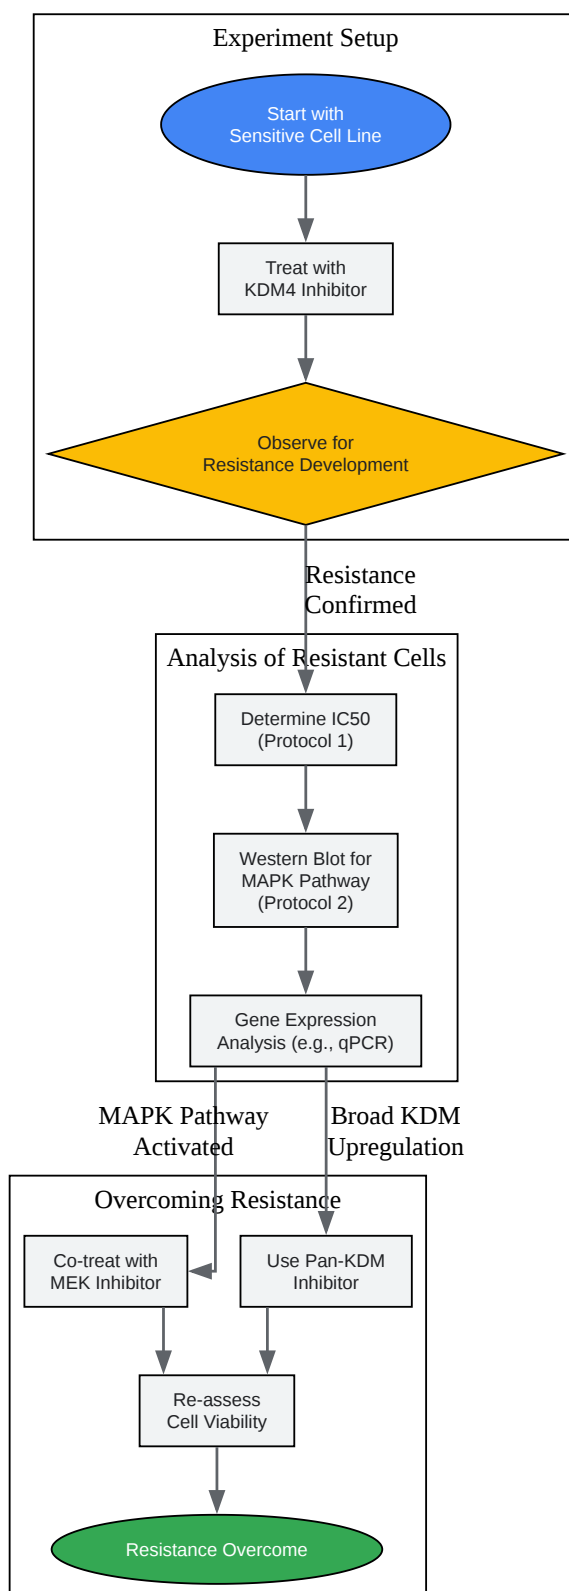 Experiment Setup
Start with
Sensitive Cell Line
Treat with
KDM4 Inhibitor
Observe for
Resistance Development
Resistance
Confirmed
Analysis of Resistant Cells
Determine IC50
(Protocol 1)
Western Blot for
MAPK Pathway
(Protocol 2)
Gene Expression
Analysis (e.g., qPCR)
MAPK Pathway
Activated
Broad KDM
Upregulation
Overcoming Resistance
Co-treat with
MEK Inhibitor
Use Pan-KDM
Inhibitor
Re-assess
Cell Viability
Resistance Overcome